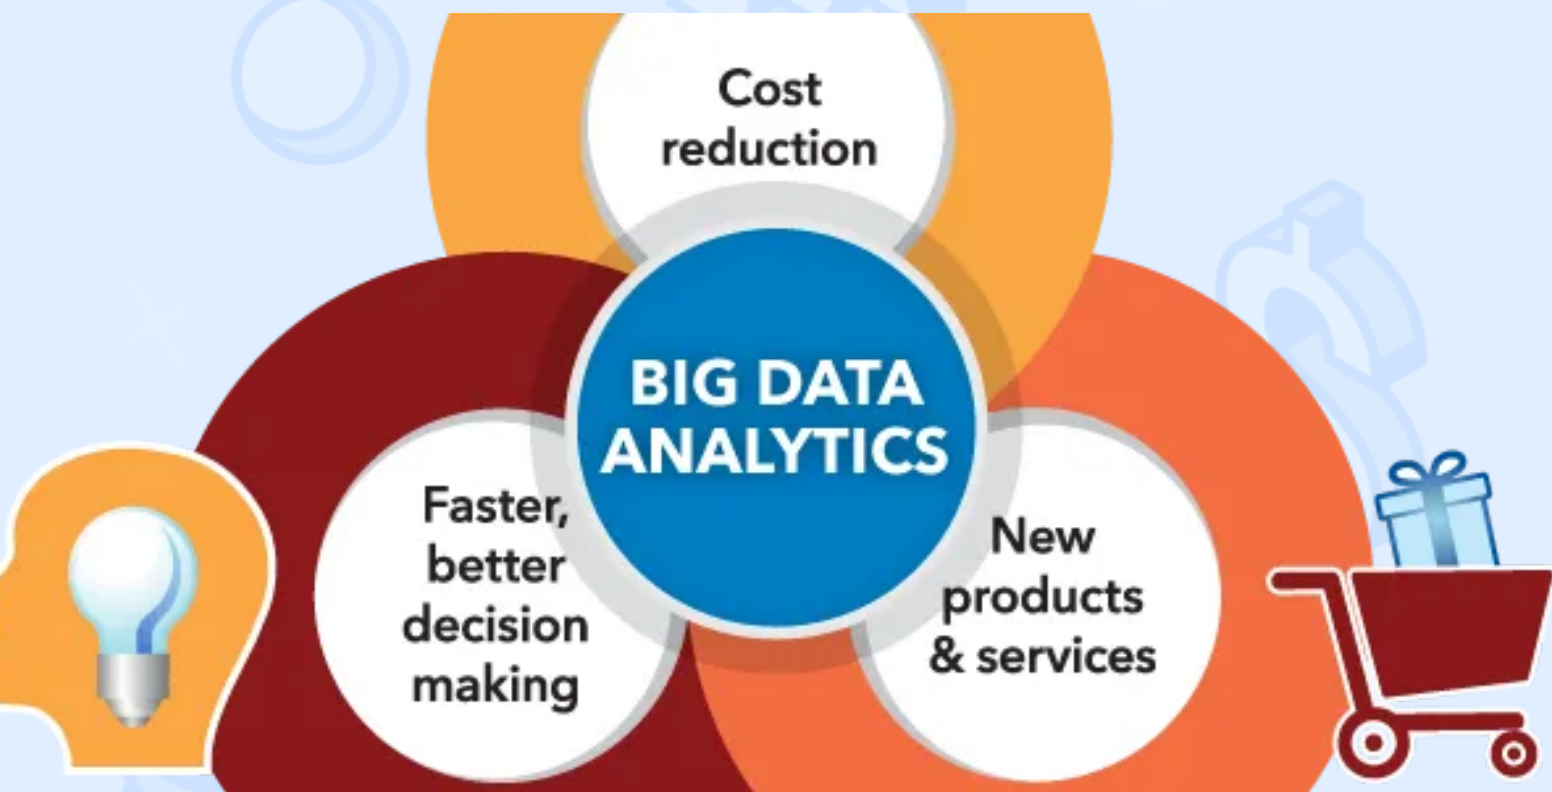 Cost
reduction
BIG DATA
ANALYTICS
Faster,
better
decision
making
New
products
& services